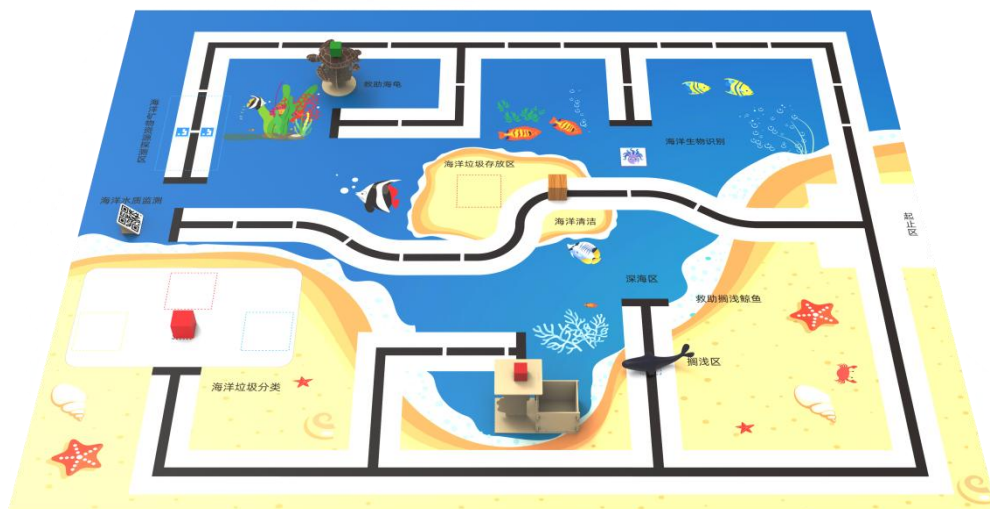 救助海龟
海洋生物识别
海洋垃圾存放区
海洋水质监测
起止区
海洋清洁
深海区
救助搁浅鲸鱼
搁浅区
海洋垃圾分类